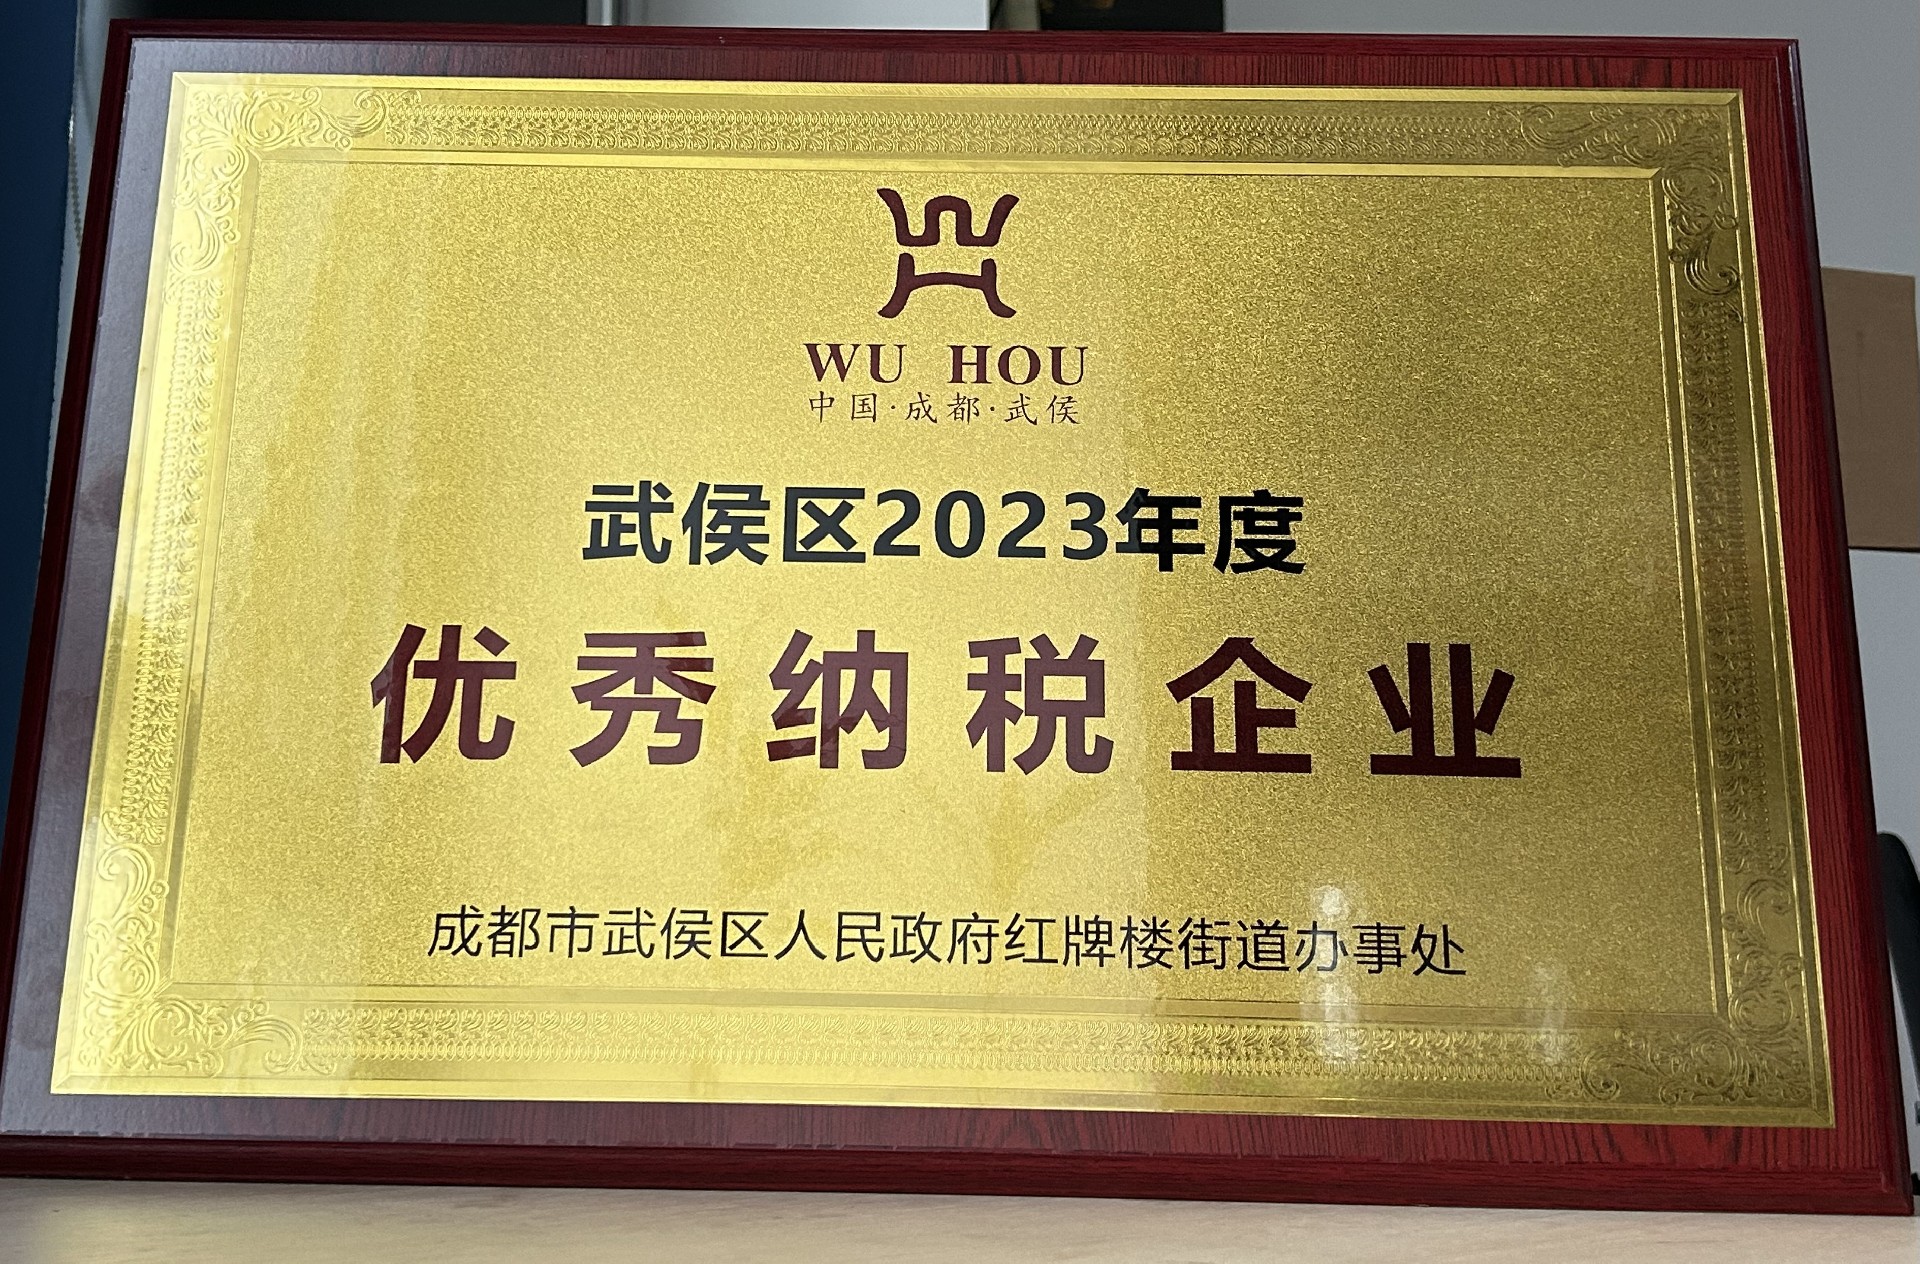 WU HOU
中国·成都·武侯
武侯区2023年度
优秀纳税企业
成都市武侯区人民政府红牌楼街道办事处